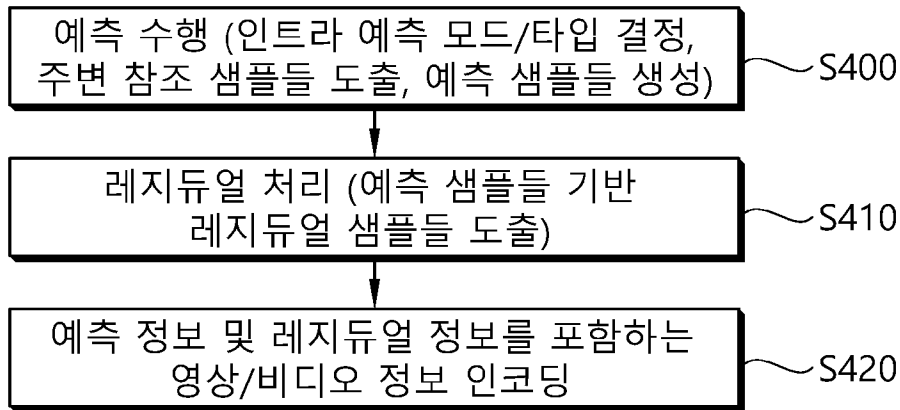 예측 수행 (인트라 예측 모드/타입 결정,
주변 참조 샘플들 도출, 예측 샘플들 생성)
S400
레지듀얼 처리 (예측 샘플들 기반
레지듀얼 샘플들 도출)
S410
예측 정보 및 레지듀얼 정보를 포함하는
영상/비디오 정보 인코딩
S420